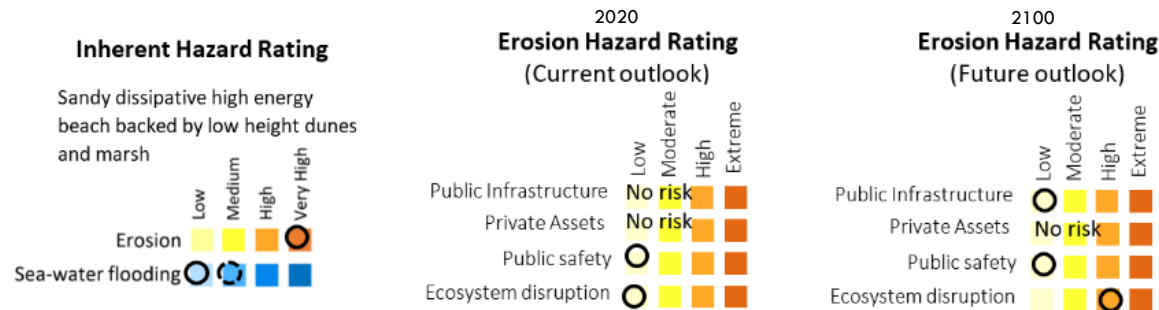 Inherent Hazard Rating
Sandy dissipative high energy
beach backed by low height dunes
and marsh
Low
Medium
High
Very High
Erosion
Sea-water flooding
2020
Erosion Hazard Rating
(Current outlook)
Low
Moderate
High
Extreme
Public Infrastructure No risk
Private Assets No risk
Public safety
Ecosystem disruption
2100
Erosion Hazard Rating
(Future outlook)
Low
Moderate
High
Extreme
Public Infrastructure
Private Assets No risk
Public safety
Ecosystem disruption